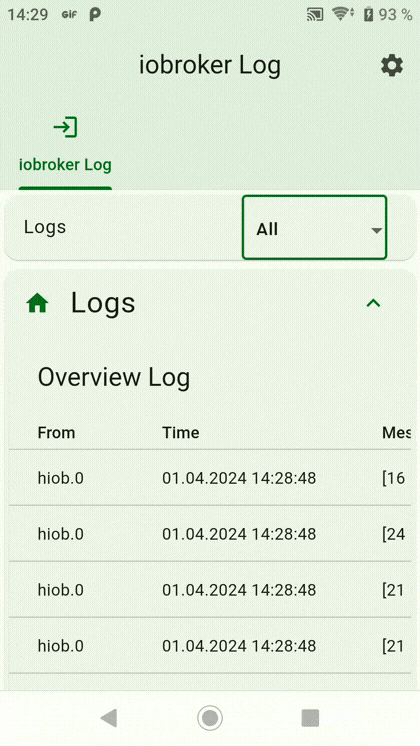 14:29 GIF 93 %
iobroker Log
iobroker Log
Logs All
Logs
Overview Log
From Time Mes
hiob.0 01.04.2024 14:28:48 [16
hiob.0 01.04.2024 14:28:48 [24
hiob.0 01.04.2024 14:28:48 [21
hiob.0 01.04.2024 14:28:48 [21